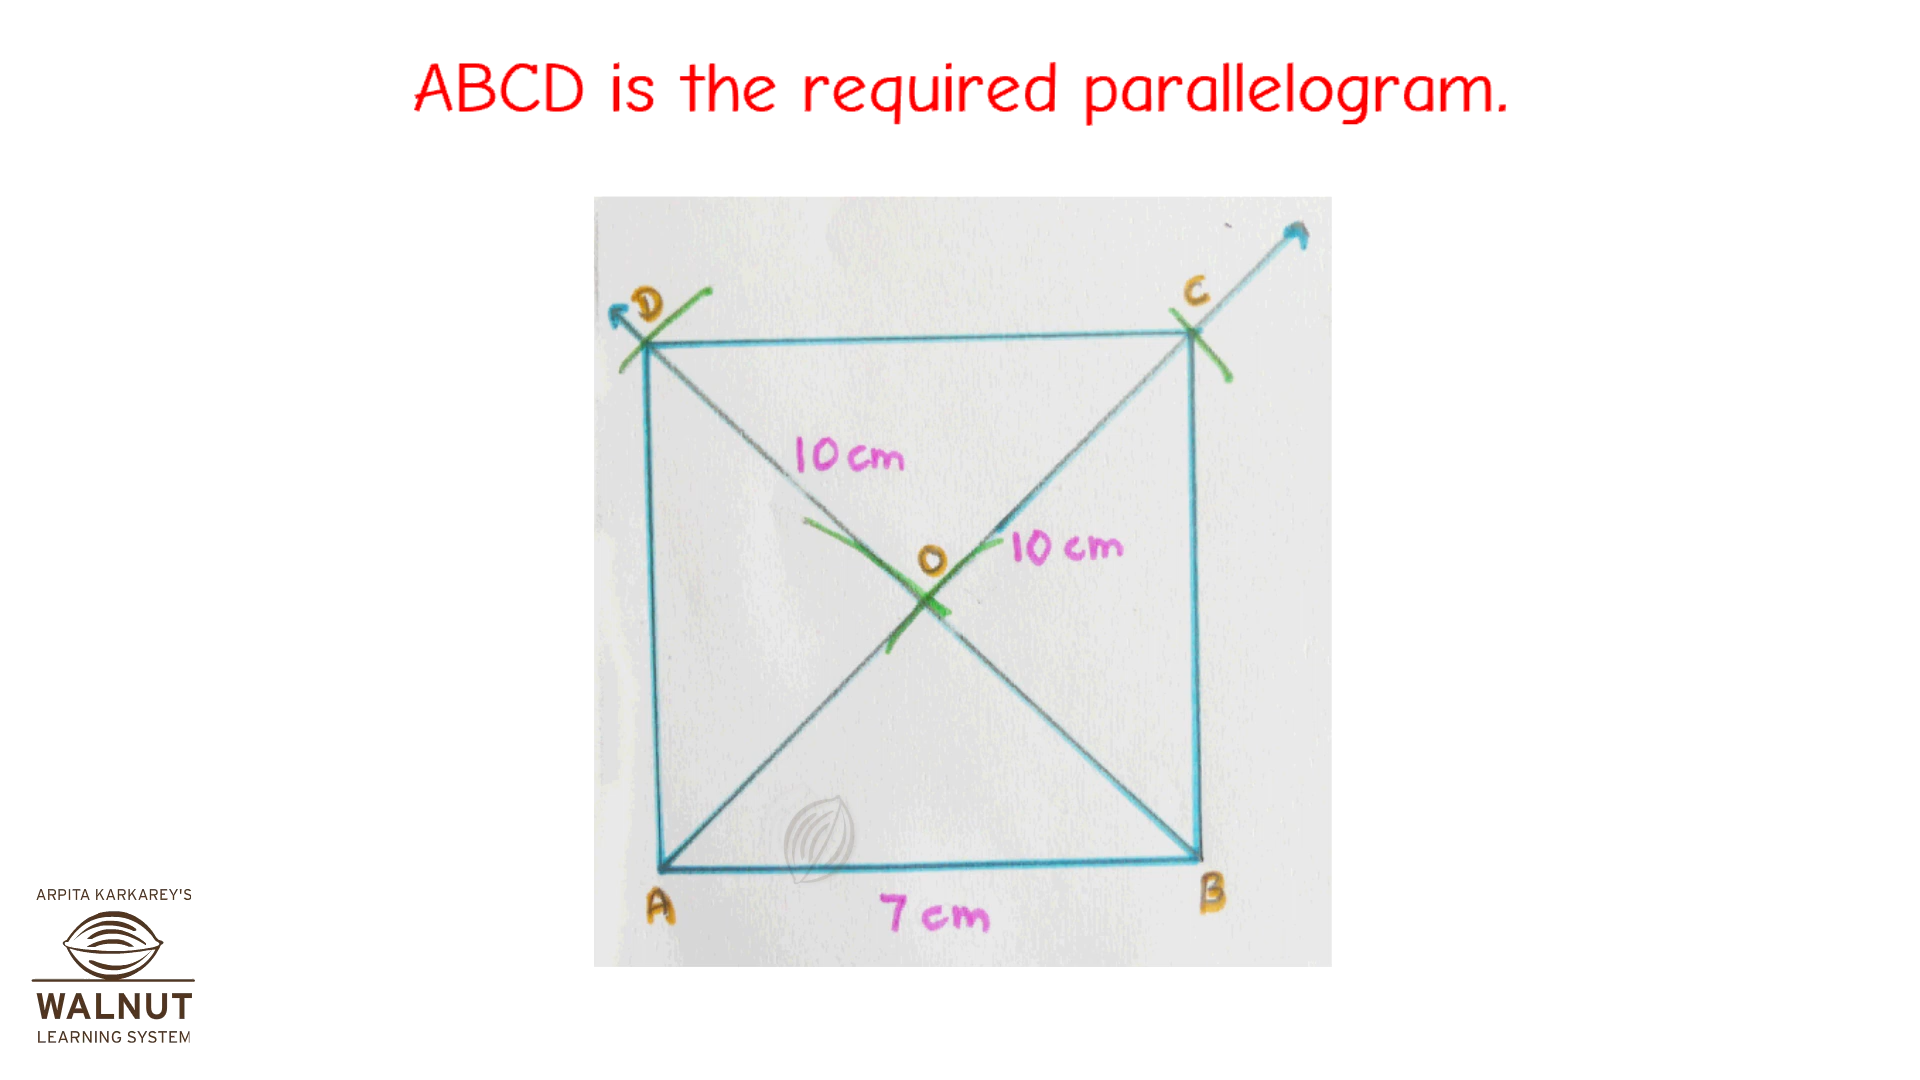 ABCD is the required parallelogram.
D
C
10 cm
O
10 cm
A
B
7 cm
ARPITA KARKAREY'S
WALNUT
LEARNING SYSTEM